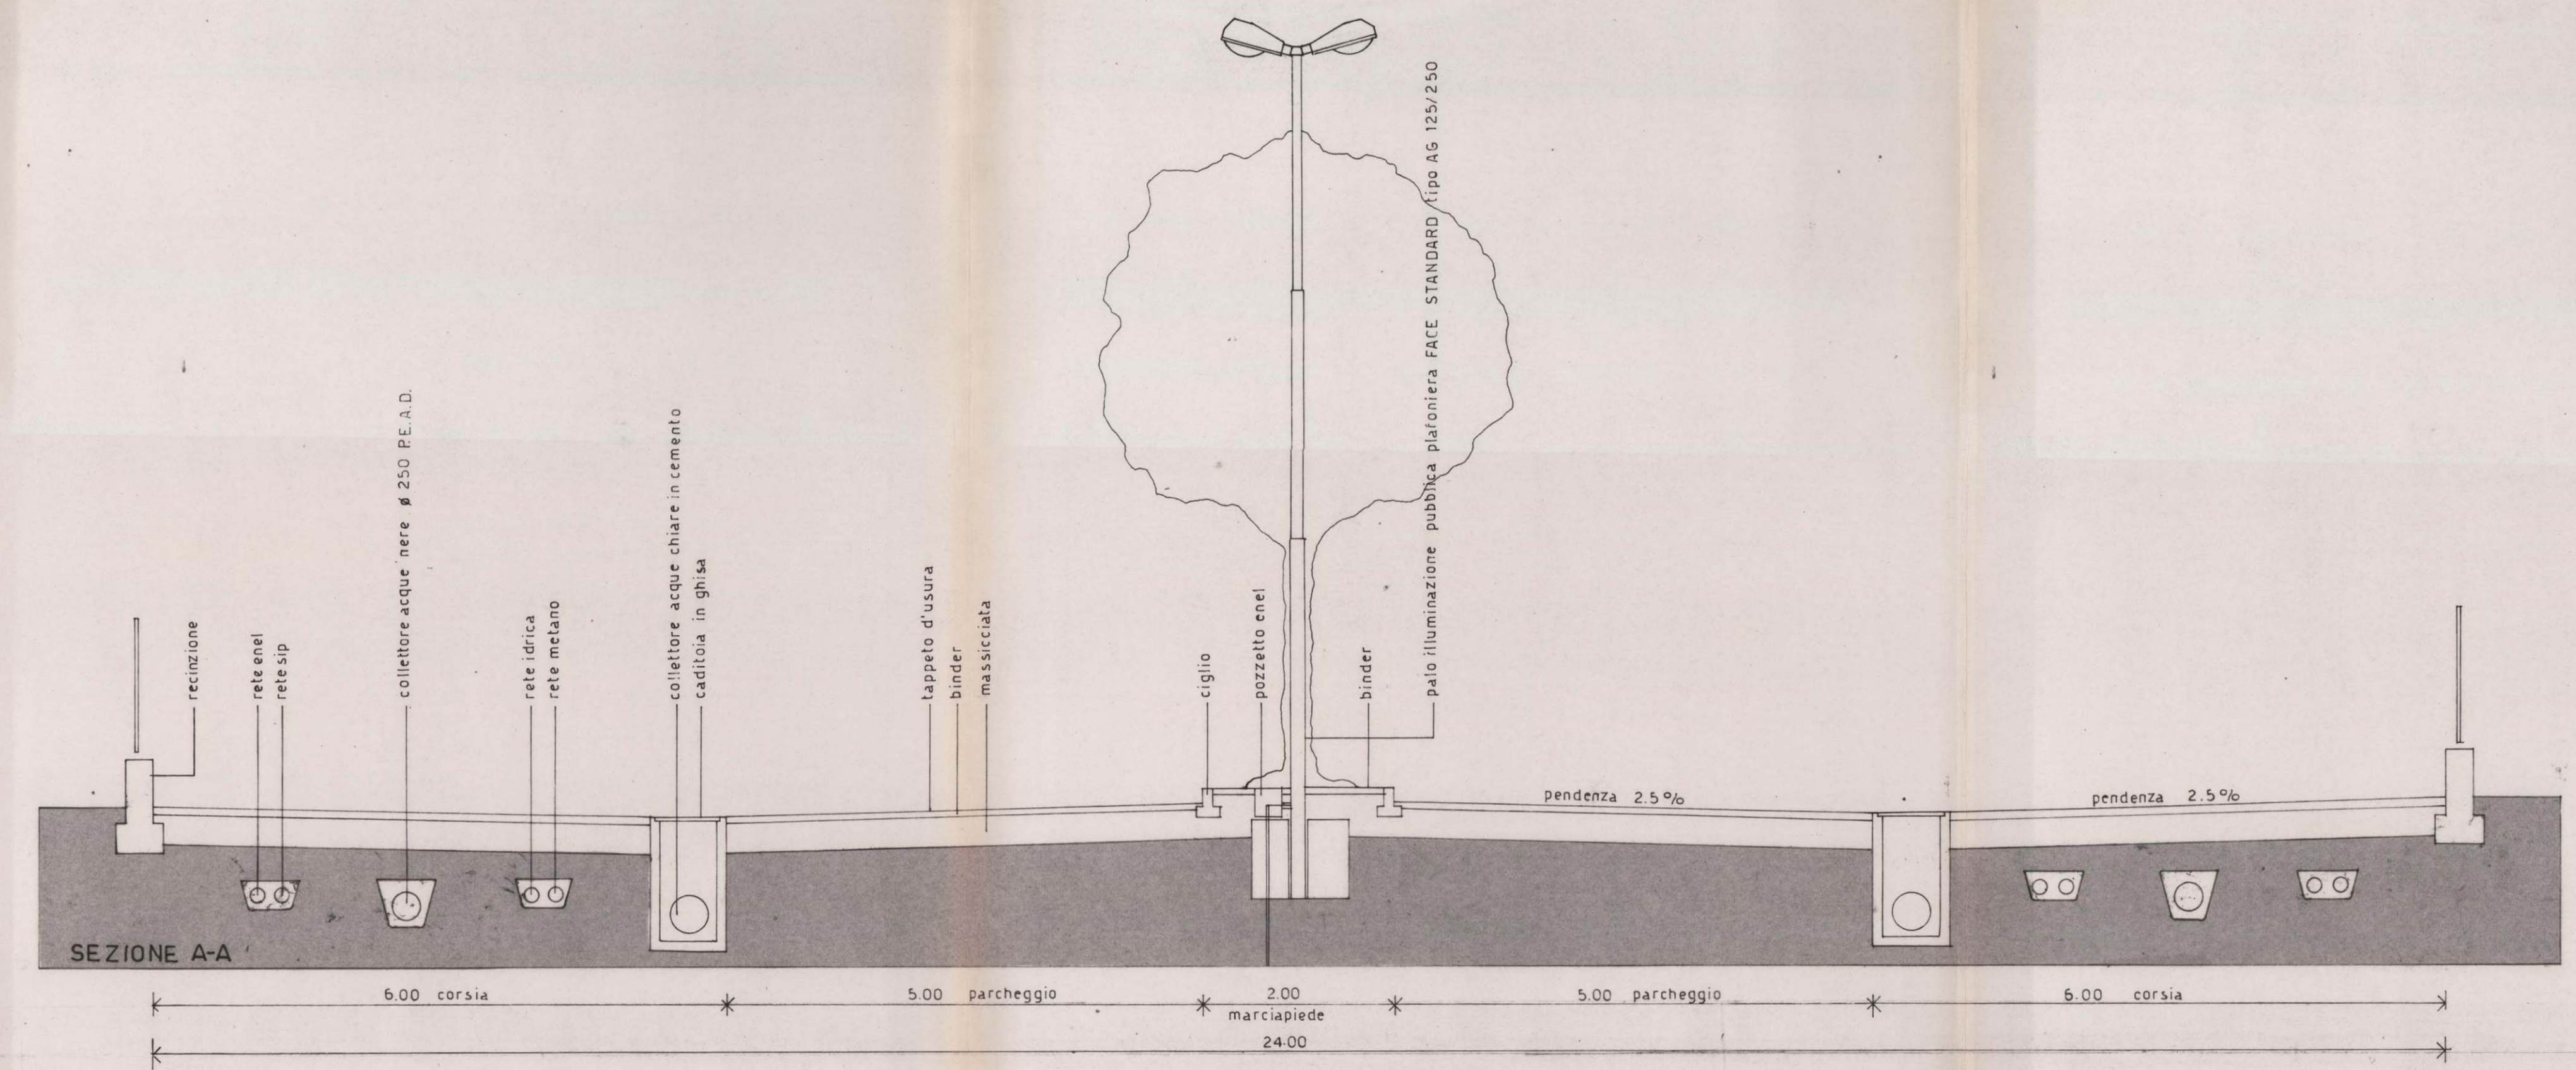 recinzione
rete enel
rete sip
collettore acque nere ø 250 P.E.A.D.
rete idrica
rete metano
collettore acque chiare in cemento
caditoia in ghisa
tappeto d'usura
binder
massicciata
ciglio
pozzetto enel
binder
palo illuminazione pubblica plafoniera FACE STANDARD tipo AG 125/250
pendenza 2.5%
pendenza 2.5%
SEZIONE A-A
6.00 corsia
5.00 parcheggio
2.00
marciapiede
5.00 parcheggio
6.00 corsia
24.00